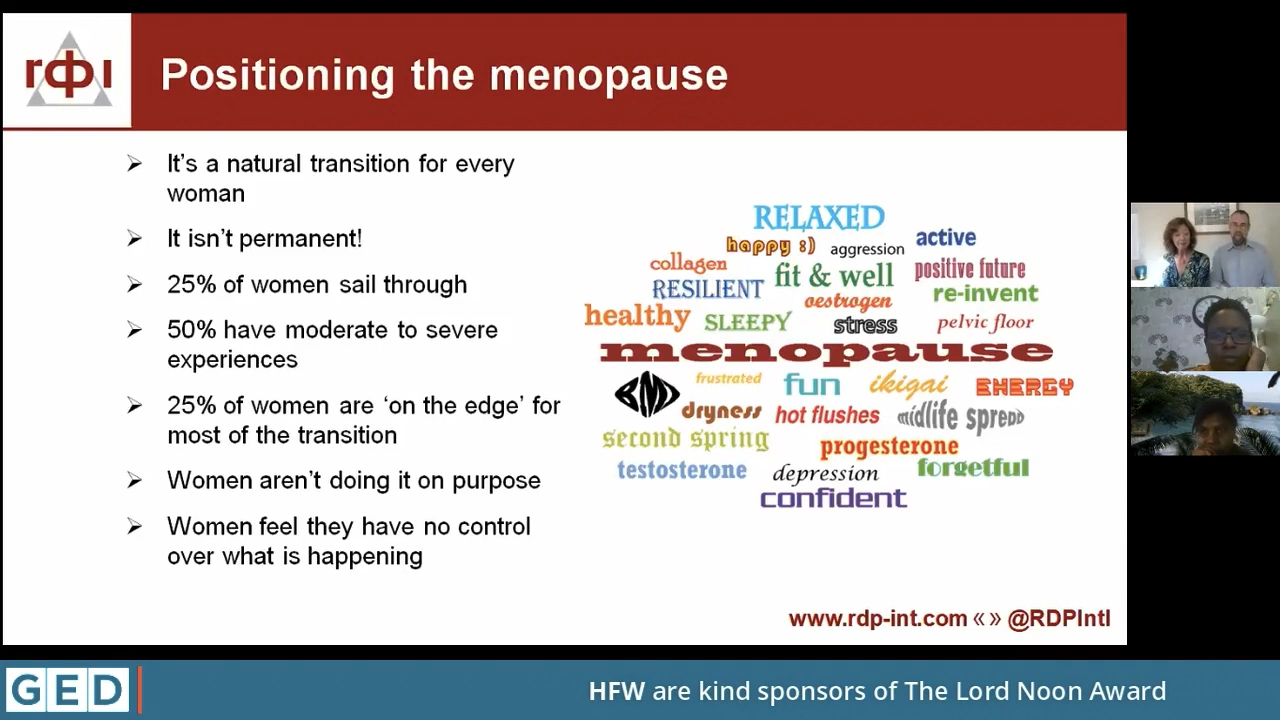 rфı
Positioning the menopause
It's a natural transition for every
woman
It isn't permanent!
25% of women sail through
50% have moderate to severe
experiences
25% of women are 'on the edge' for
most of the transition
Women aren't doing it on purpose
Women feel they have no control
over what is happening
RELAXED
happy :) aggression active
collagen fit & well positive future
RESILIENT oestrogen re-invent
healthy SLEEPY stress pelvic floor
menopause
BMI frustrated fun ikigai ENERGY
dryness hot flushes midlife spread
second spring progesterone
testosterone depression forgetful
confident
www.rdp-int.com «» @RDPIntl
GED HFW are kind sponsors of The Lord Noon Award